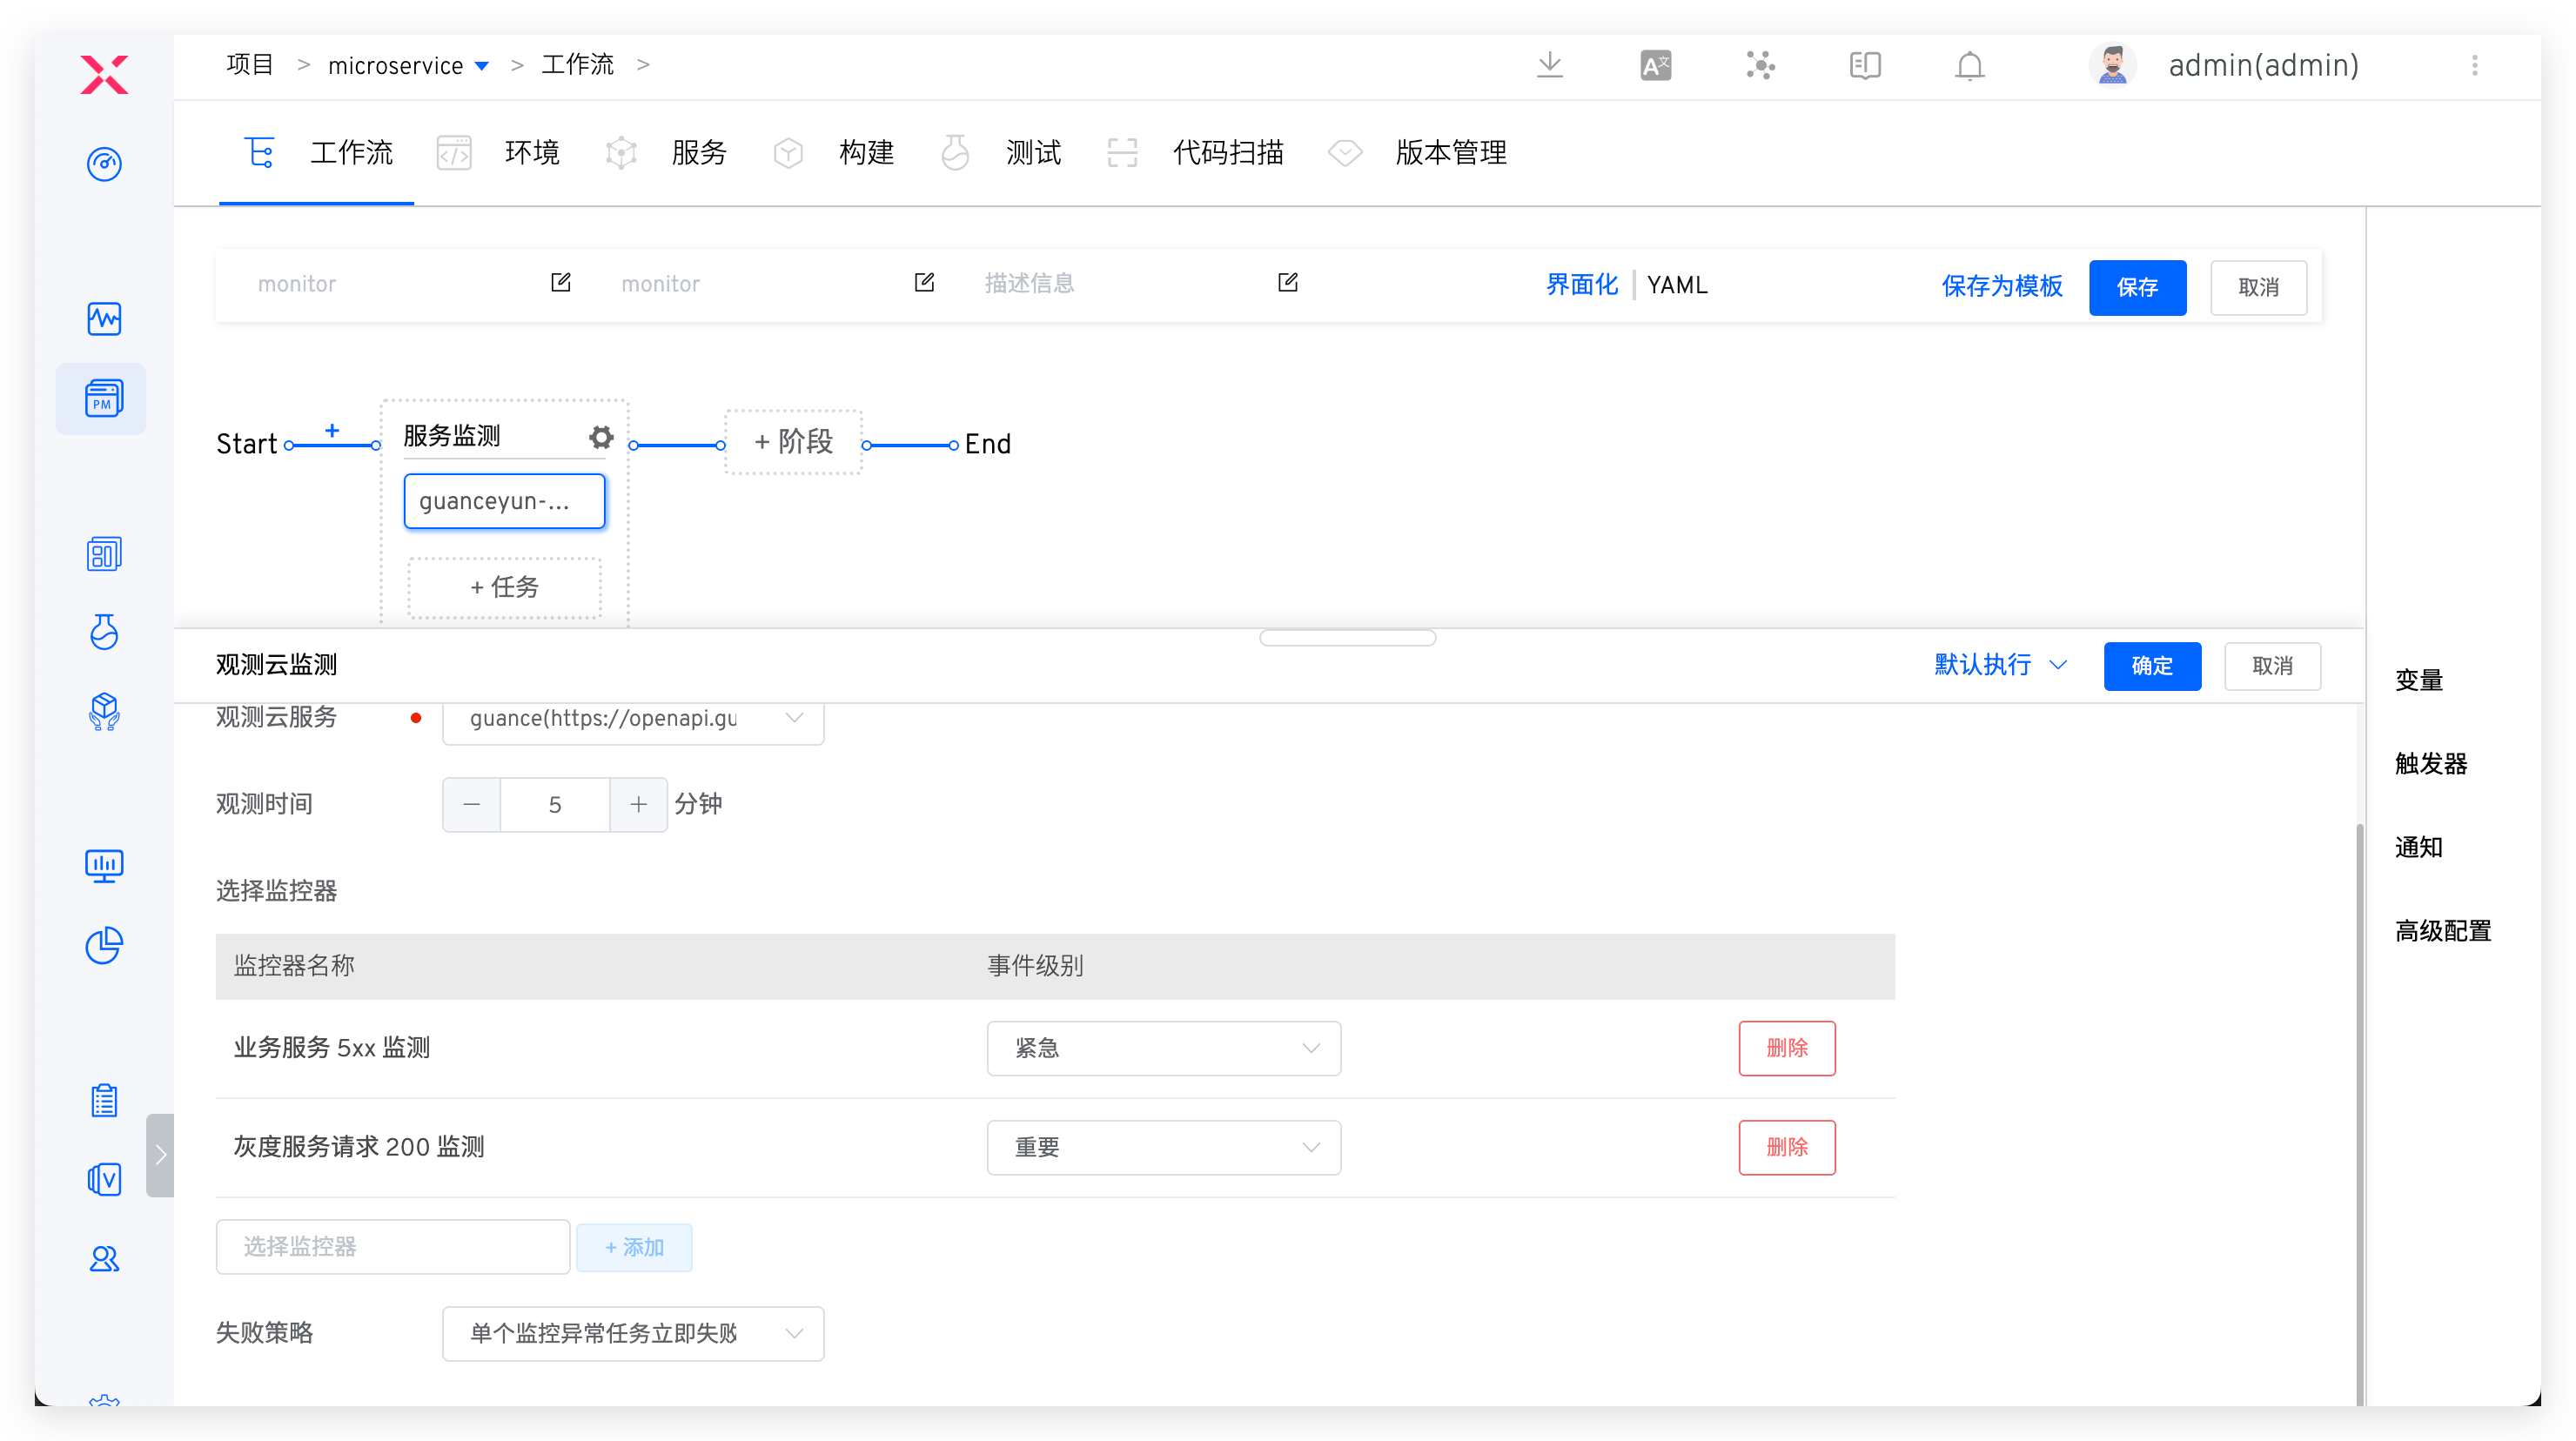 项目 > microservice > 工作流 >
A文
admin(admin)
工作流 环境 服务 构建 测试 代码扫描 版本管理
PM
monitor monitor 描述信息 界面化 YAML 保存为模板 保存 取消
Start + 服务监测 + 阶段 End
guanceyun-...
+ 任务
观测云监测 默认执行 确定 取消
观测云服务 guance(https://openapi.gu
观测时间 5 分钟
选择监控器
监控器名称 事件级别
业务服务 5xx 监测 紧急 删除
灰度服务请求 200 监测 重要 删除
选择监控器 + 添加
失败策略 单个监控异常任务立即失败
变量
触发器
通知
高级配置
V